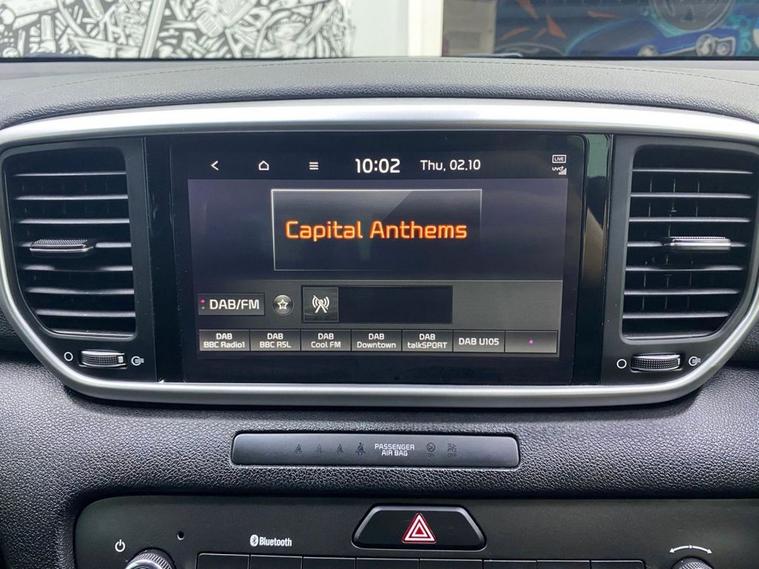 10:02 Thu, 02.10
LIVE
UVO
Capital Anthems
DAB/FM
DAB
BBC Radio1
DAB
BBC R5L
DAB
Cool FM
DAB
Downtown
DAB
talkSPORT
DAB U105
PASSENGER
AIR BAG
Bluetooth